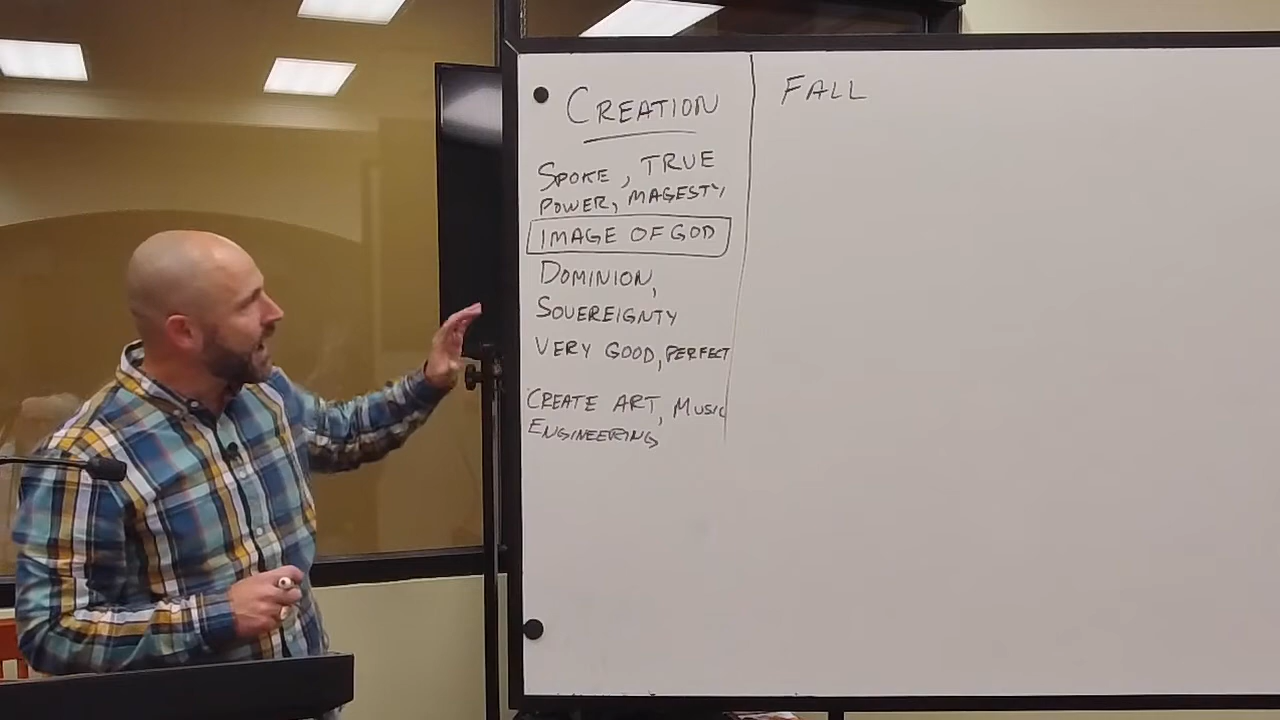 CREATION
SPOKE, TRUE
POWER, MAGESTY,
IMAGE OF GOD
DOMINION,
SOVEREIGNTY
VERY GOOD, PERFECT
CREATE ART, MUSIC
ENGINEERING
FALL